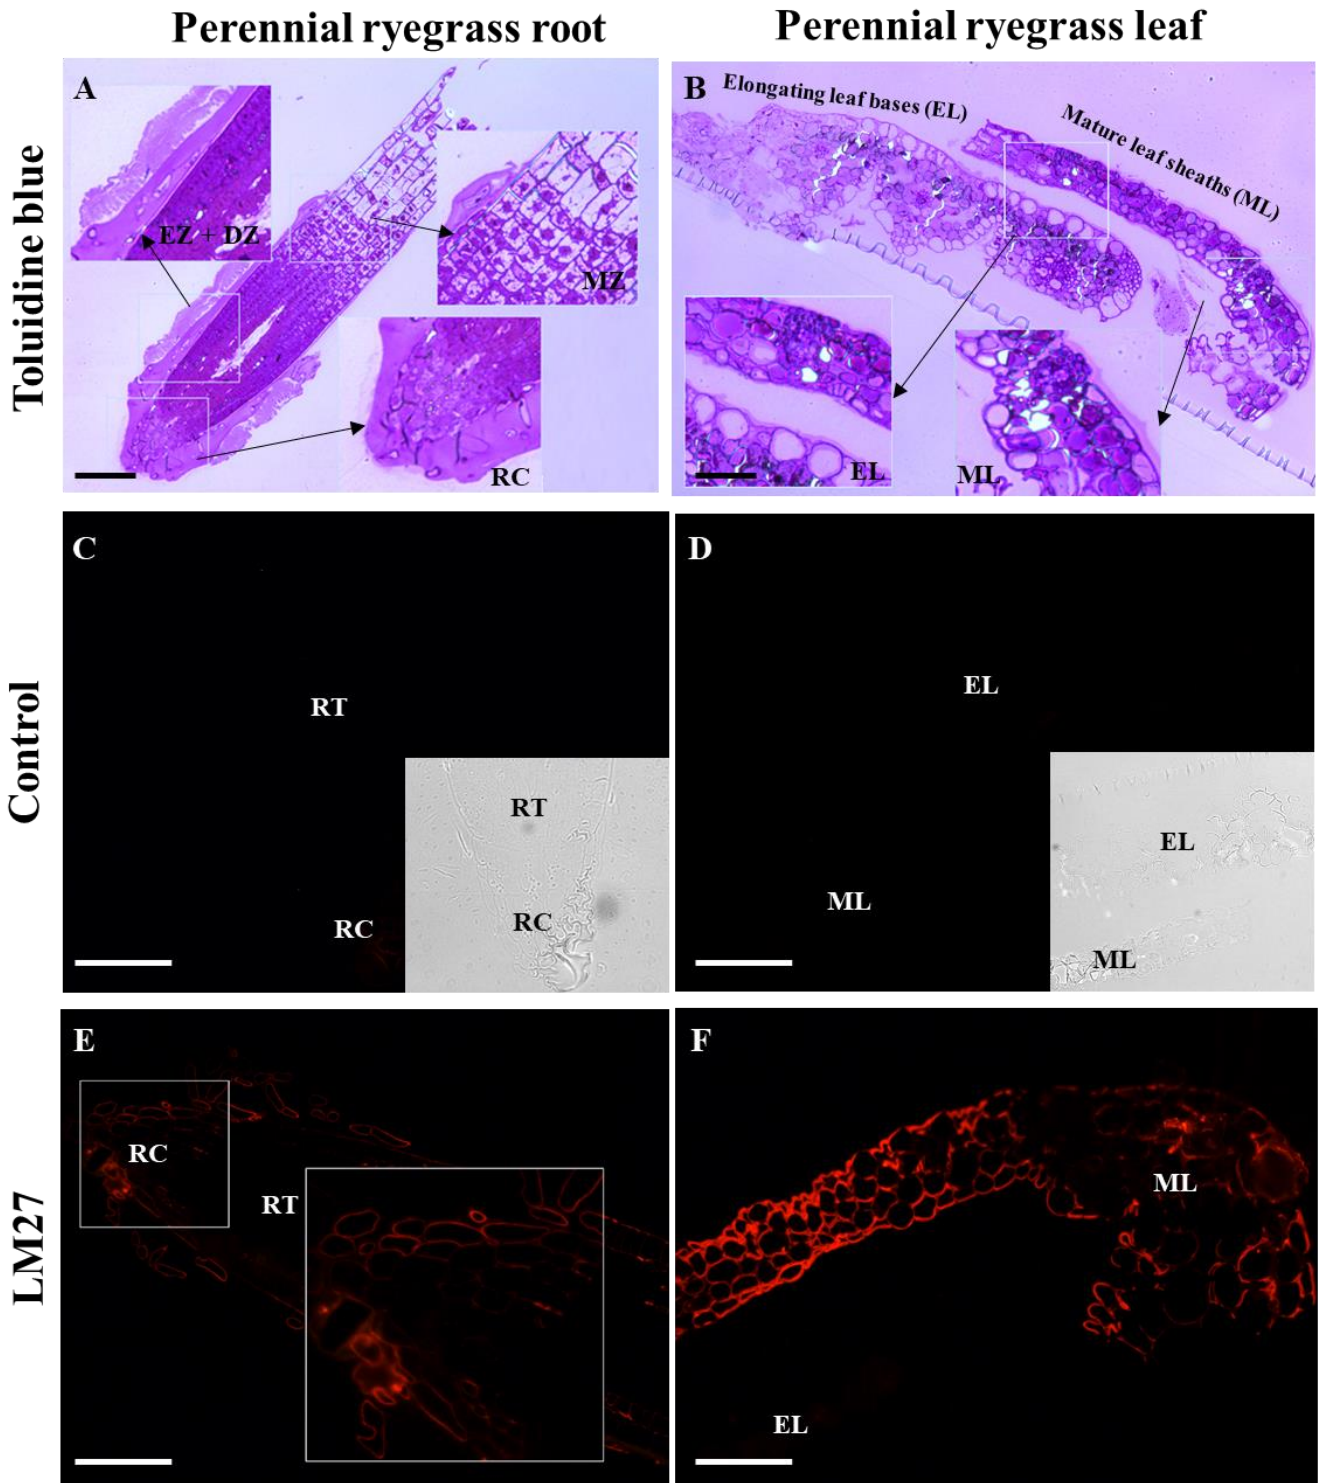 Perennial ryegrass root
Perennial ryegrass leaf
Toluidine blue
A
EZ + DZ
MZ
RC
B
Elongating leaf bases (EL)
Mature leaf sheaths (ML)
EL
ML
Control
C
RT
RC
RT
RC
D
EL
ML
EL
ML
LM27
E
RC
RT
F
ML
EL